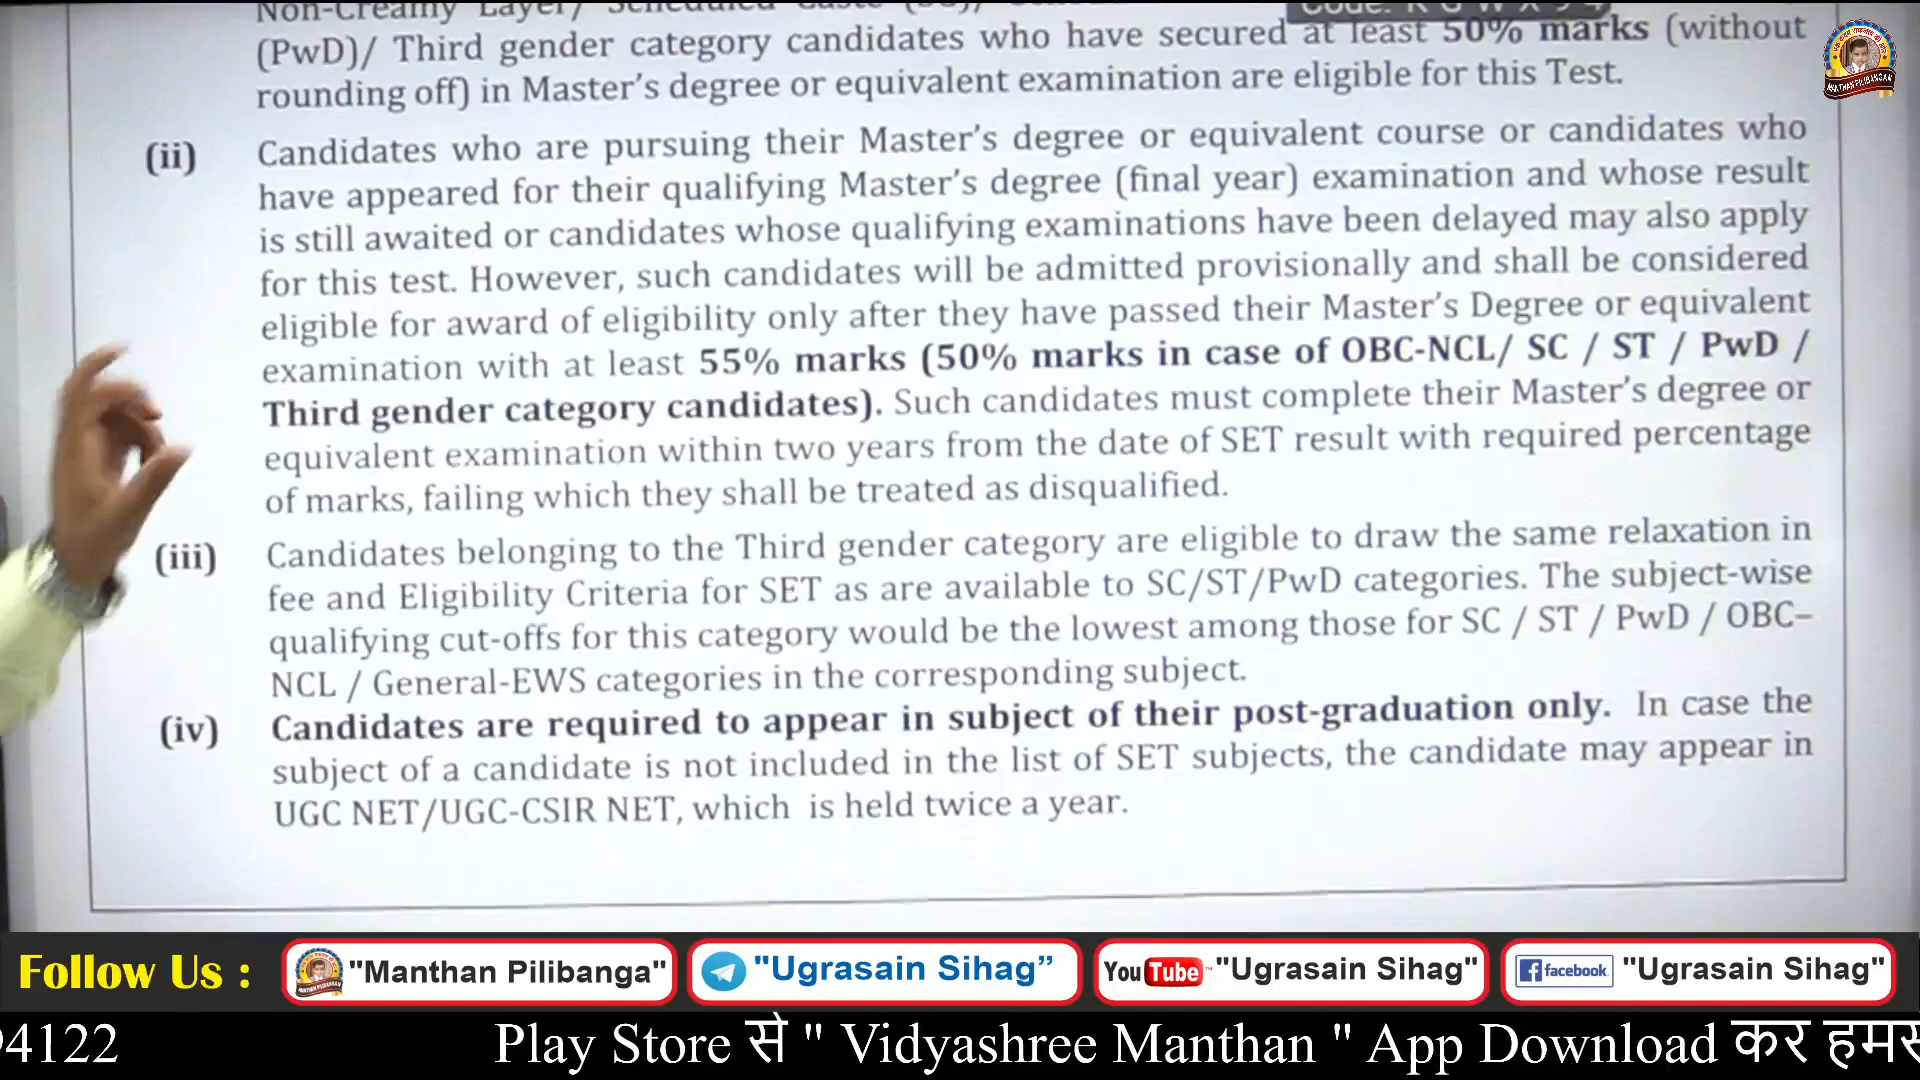 Non-Creamy Layer/ Scheduled Caste (SC)/
Code: R G W X 9 4
(PwD)/ Third gender category candidates who have secured at least 50% marks (without
rounding off) in Master's degree or equivalent examination are eligible for this Test.
(ii) Candidates who are pursuing their Master's degree or equivalent course or candidates who
have appeared for their qualifying Master's degree (final year) examination and whose result
is still awaited or candidates whose qualifying examinations have been delayed may also apply
for this test. However, such candidates will be admitted provisionally and shall be considered
eligible for award of eligibility only after they have passed their Master's Degree or equivalent
examination with at least 55% marks (50% marks in case of OBC-NCL/ SC / ST / PwD /
Third gender category candidates). Such candidates must complete their Master's degree or
equivalent examination within two years from the date of SET result with required percentage
of marks, failing which they shall be treated as disqualified.
(iii) Candidates belonging to the Third gender category are eligible to draw the same relaxation in
fee and Eligibility Criteria for SET as are available to SC/ST/PwD categories. The subject-wise
qualifying cut-offs for this category would be the lowest among those for SC / ST / PwD / OBC–
NCL / General-EWS categories in the corresponding subject.
(iv) Candidates are required to appear in subject of their post-graduation only. In case the
subject of a candidate is not included in the list of SET subjects, the candidate may appear in
UGC NET/UGC-CSIR NET, which is held twice a year.
MANTHAN PILIBANGAN
Follow Us : "Manthan Pilibanga" "Ugrasain Sihag” YouTube "Ugrasain Sihag" facebook "Ugrasain Sihag"
94122 Play Store से " Vidyashree Manthan " App Download कर